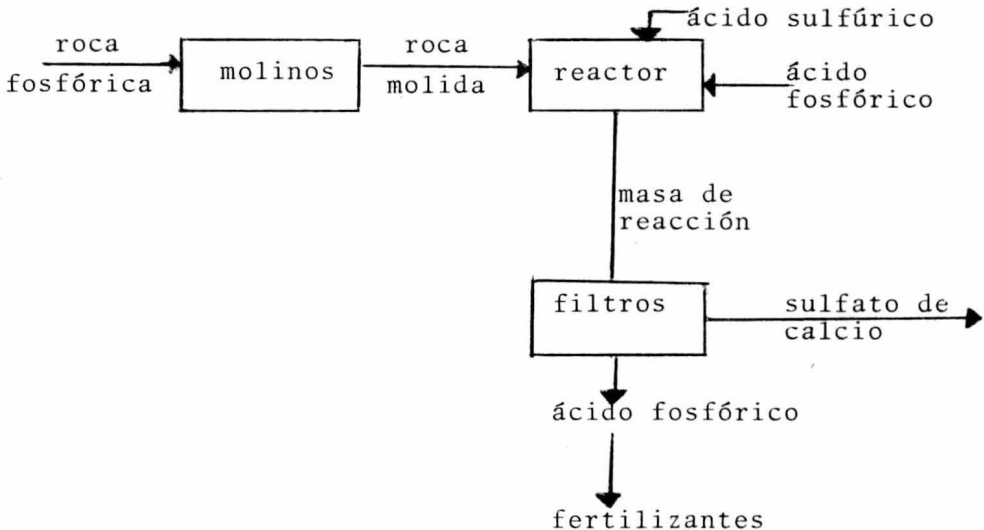 roca
fosfórica
molinos
roca
molida
reactor
ácido sulfúrico
ácido
fosfórico
masa de
reacción
filtros
sulfato de
calcio
ácido fosfórico
fertilizantes